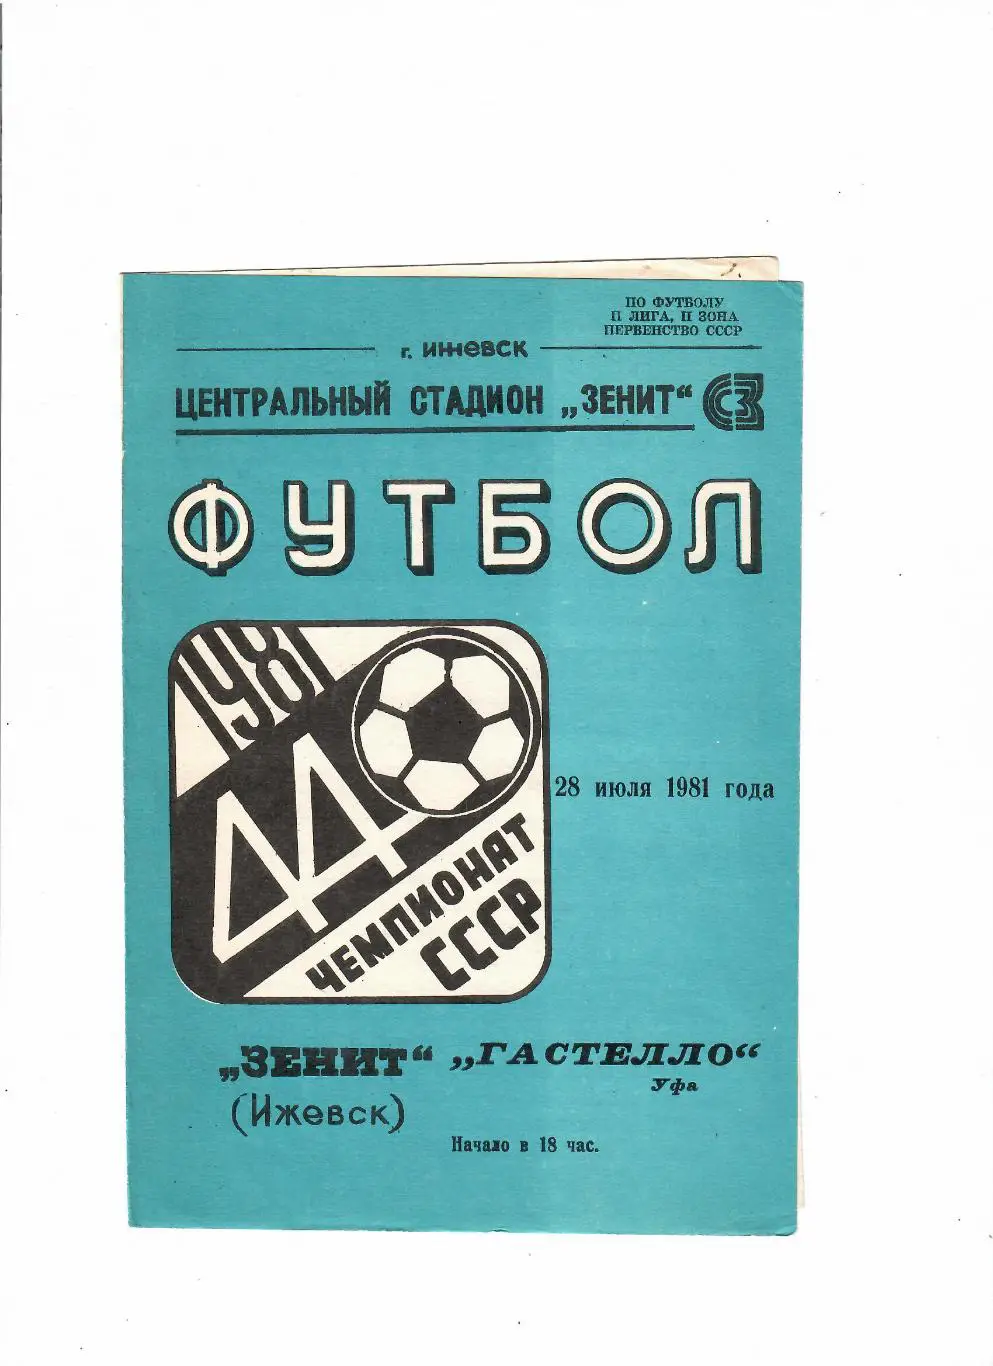 ПО ФУТБОЛУ
II ЛИГА, II ЗОНА
ПЕРВЕНСТВО СССР
г. ИЖЕВСК
ЦЕНТРАЛЬНЫЙ СТАДИОН „ЗЕНИТ“ СЗ
ФУТБОЛ
1981
44
ЧЕМПИОНАТ
СССР
28 июля 1981 года
„ЗЕНИТ“ „ГАСТЕЛЛО“
(Ижевск) Уфа
Начало в 18 час.